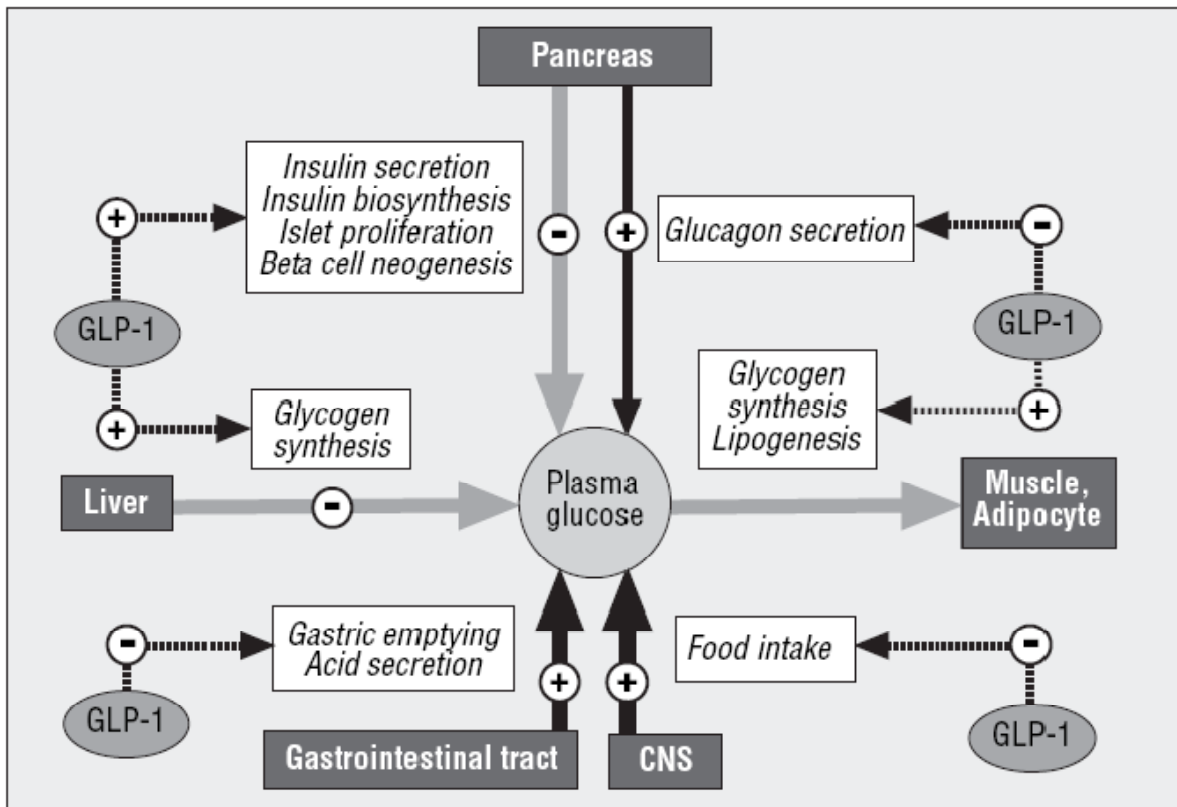 Pancreas
Insulin secretion
Insulin biosynthesis
Islet proliferation
Beta cell neogenesis
+
-
+
Glucagon secretion
-
GLP-1
GLP-1
+
Glycogen
synthesis
Glycogen
synthesis
Lipogenesis
+
Liver
-
Plasma
glucose
Muscle,
Adipocyte
-
Gastric emptying
Acid secretion
+
+
Food intake
-
GLP-1
GLP-1
Gastrointestinal tract
CNS